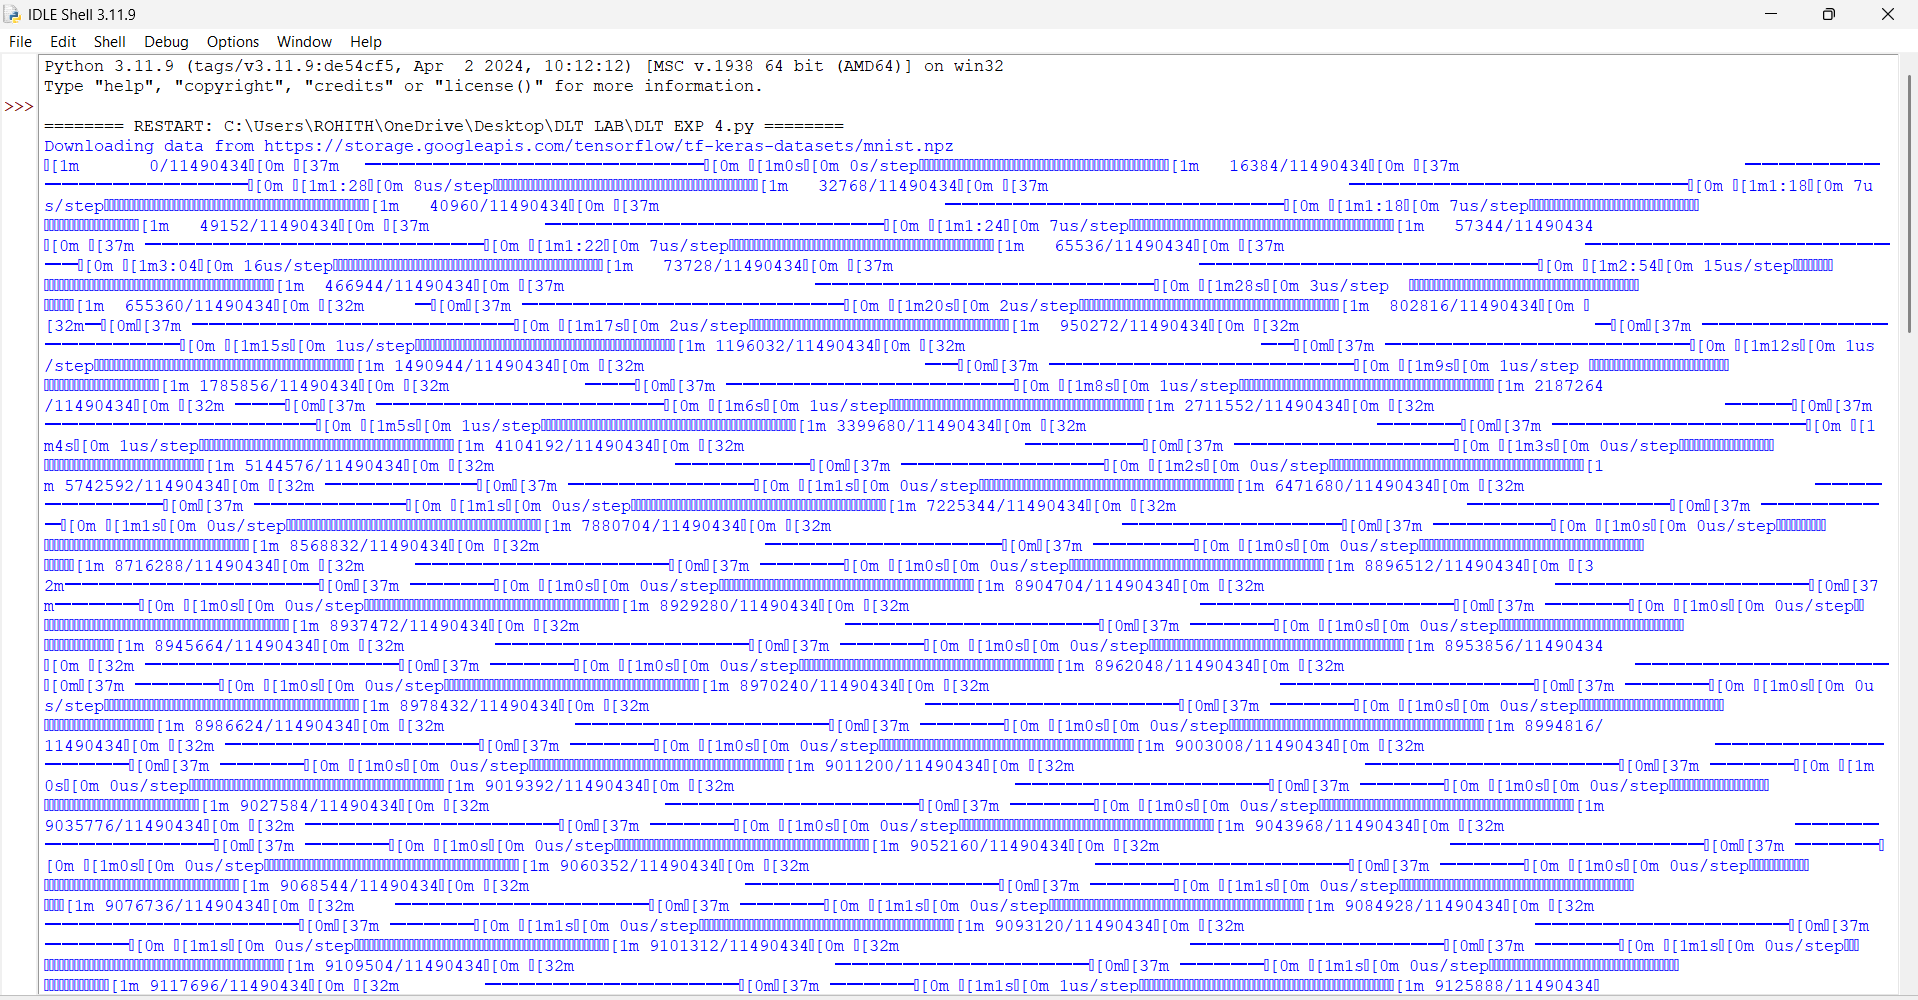 IDLE Shell 3.11.9
File Edit Shell Debug Options Window Help
Python 3.11.9 (tags/v3.11.9:de54cf5, Apr  2 2024, 10:12:12) [MSC v.1938 64 bit (AMD64)] on win32
Type "help", "copyright", "credits" or "license()" for more information.
>>>
======== RESTART: C:\Users\ROHITH\OneDrive\Desktop\DLT LAB\DLT EXP 4.py ========
Downloading data from https://storage.googleapis.com/tensorflow/tf-keras-datasets/mnist.npz
[1m 0/11490434[0m [37m ━━━━[0m [1m0s[0m 0s/step[1m 16384/11490434[0m [37m ━━━━
━━━━[0m [1m1:28[0m 8us/step[1m 32768/11490434[0m [37m ━━━━[0m [1m1:18[0m 7u
s/step[1m 40960/11490434[0m [37m ━━━━[0m [1m1:18[0m 7us/step
[1m 49152/11490434[0m [37m ━━━━[0m [1m1:24[0m 7us/step[1m 57344/11490434
[0m [37m ━━━━[0m [1m1:22[0m 7us/step[1m 65536/11490434[0m [37m ━━━━
━━[0m [1m3:04[0m 16us/step[1m 73728/11490434[0m [37m ━━━━[0m [1m2:54[0m 15us/step
[1m 466944/11490434[0m [37m ━━━━[0m [1m28s[0m 3us/step
[1m 655360/11490434[0m [32m ━[0m[37m ━━━━[0m [1m20s[0m 2us/step[1m 802816/11490434[0m
[32m━[0m[37m ━━━━[0m [1m17s[0m 2us/step[1m 950272/11490434[0m [32m ━[0m[37m ━━━━
━━━━[0m [1m15s[0m 1us/step[1m 1196032/11490434[0m [32m ━━[0m[37m ━━━━[0m [1m12s[0m 1us
/step[1m 1490944/11490434[0m [32m ━━[0m[37m ━━━━[0m [1m9s[0m 1us/step
[1m 1785856/11490434[0m [32m ━━━[0m[37m ━━━━[0m [1m8s[0m 1us/step[1m 2187264
/11490434[0m [32m ━━━[0m[37m ━━━━[0m [1m6s[0m 1us/step[1m 2711552/11490434[0m [32m ━━━━[0m[37m
━━━━[0m [1m5s[0m 1us/step[1m 3399680/11490434[0m [32m ━━━━[0m[37m ━━━━[0m [1
m4s[0m 1us/step[1m 4104192/11490434[0m [32m ━━━━[0m[37m ━━━━[0m [1m3s[0m 0us/step
[1m 5144576/11490434[0m [32m ━━━━[0m[37m ━━━━[0m [1m2s[0m 0us/step[1
m 5742592/11490434[0m [32m ━━━━[0m[37m ━━━━[0m [1m1s[0m 0us/step[1m 6471680/11490434[0m [32m ━━━━
━━━━[0m[37m ━━━━[0m [1m1s[0m 0us/step[1m 7225344/11490434[0m [32m ━━━━[0m[37m ━━━━
━[0m [1m1s[0m 0us/step[1m 7880704/11490434[0m [32m ━━━━[0m[37m ━━━━[0m [1m0s[0m 0us/step
[1m 8568832/11490434[0m [32m ━━━━[0m[37m ━━━━[0m [1m0s[0m 0us/step
[1m 8716288/11490434[0m [32m ━━━━[0m[37m ━━━━[0m [1m0s[0m 0us/step[1m 8896512/11490434[0m [3
2m━━━━[0m[37m ━━━━[0m [1m0s[0m 0us/step[1m 8904704/11490434[0m [32m ━━━━[0m[37
m━━━━[0m [1m0s[0m 0us/step[1m 8929280/11490434[0m [32m ━━━━[0m[37m ━━━━[0m [1m0s[0m 0us/step
[1m 8937472/11490434[0m [32m ━━━━[0m[37m ━━━━[0m [1m0s[0m 0us/step
[1m 8945664/11490434[0m [32m ━━━━[0m[37m ━━━━[0m [1m0s[0m 0us/step[1m 8953856/11490434
[0m [32m ━━━━[0m[37m ━━━━[0m [1m0s[0m 0us/step[1m 8962048/11490434[0m [32m ━━━━
[0m[37m ━━━━[0m [1m0s[0m 0us/step[1m 8970240/11490434[0m [32m ━━━━[0m[37m ━━━━[0m [1m0s[0m 0u
s/step[1m 8978432/11490434[0m [32m ━━━━[0m[37m ━━━━[0m [1m0s[0m 0us/step
[1m 8986624/11490434[0m [32m ━━━━[0m[37m ━━━━[0m [1m0s[0m 0us/step[1m 8994816/
11490434[0m [32m ━━━━[0m[37m ━━━━[0m [1m0s[0m 0us/step[1m 9003008/11490434[0m [32m ━━━━
━━━━[0m[37m ━━━━[0m [1m0s[0m 0us/step[1m 9011200/11490434[0m [32m ━━━━[0m[37m ━━━━[0m [1m
0s[0m 0us/step[1m 9019392/11490434[0m [32m ━━━━[0m[37m ━━━━[0m [1m0s[0m 0us/step
[1m 9027584/11490434[0m [32m ━━━━[0m[37m ━━━━[0m [1m0s[0m 0us/step[1m
9035776/11490434[0m [32m ━━━━[0m[37m ━━━━[0m [1m0s[0m 0us/step[1m 9043968/11490434[0m [32m ━━━━
━━━━[0m[37m ━━━━[0m [1m0s[0m 0us/step[1m 9052160/11490434[0m [32m ━━━━[0m[37m ━━━━
[0m [1m0s[0m 0us/step[1m 9060352/11490434[0m [32m ━━━━[0m[37m ━━━━[0m [1m0s[0m 0us/step
[1m 9068544/11490434[0m [32m ━━━━[0m[37m ━━━━[0m [1m1s[0m 0us/step
[1m 9076736/11490434[0m [32m ━━━━[0m[37m ━━━━[0m [1m1s[0m 0us/step[1m 9084928/11490434[0m [32m
━━━━[0m[37m ━━━━[0m [1m1s[0m 0us/step[1m 9093120/11490434[0m [32m ━━━━[0m[37m
━━━━[0m [1m1s[0m 0us/step[1m 9101312/11490434[0m [32m ━━━━[0m[37m ━━━━[0m [1m1s[0m 0us/step
[1m 9109504/11490434[0m [32m ━━━━[0m[37m ━━━━[0m [1m1s[0m 0us/step
[1m 9117696/11490434[0m [32m ━━━━[0m[37m ━━━━[0m [1m1s[0m 1us/step[1m 9125888/11490434